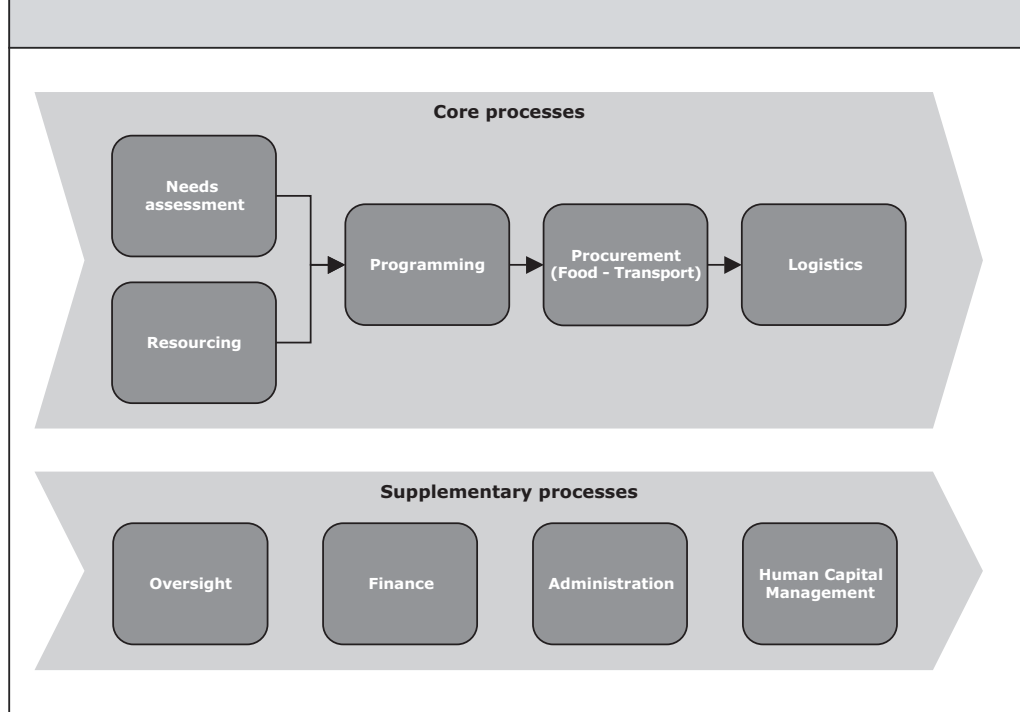 Core processes
Needs
assessment
Resourcing
Programming
Procurement
(Food - Transport)
Logistics
Supplementary processes
Oversight
Finance
Administration
Human Capital
Management